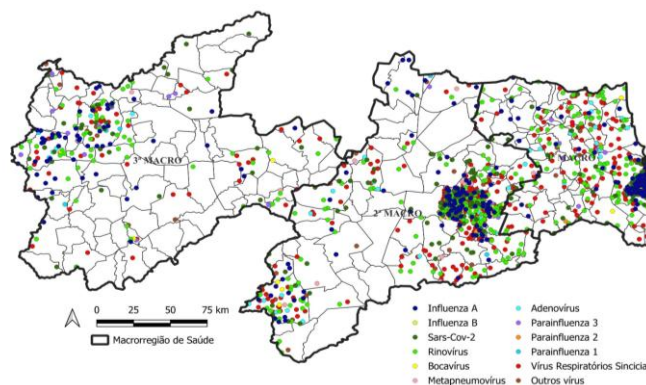 3ª MACRO
2ª MACRO
MACRO
0 25 50 75 km
Macrorregião de Saúde
Influenza A
Influenza B
Sars-Cov-2
Rinovírus
Bocavírus
Metapneumovírus
Adenovírus
Parainfluenza 3
Parainfluenza 2
Parainfluenza 1
Vírus Respiratórios Sinciciai
Outros vírus